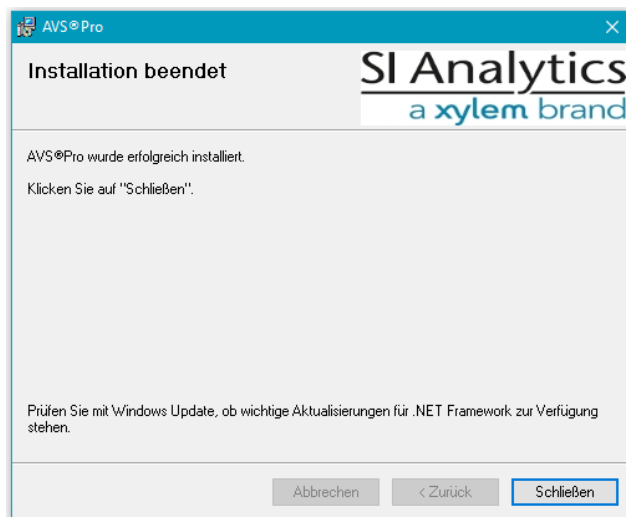 AVS®Pro
Installation beendet
SI Analytics
a xylem brand
AVS®Pro wurde erfolgreich installiert.
Klicken Sie auf "Schließen".
Prüfen Sie mit Windows Update, ob wichtige Aktualisierungen für .NET Framework zur Verfügung
stehen.
Abbrechen
< Zurück
Schließen